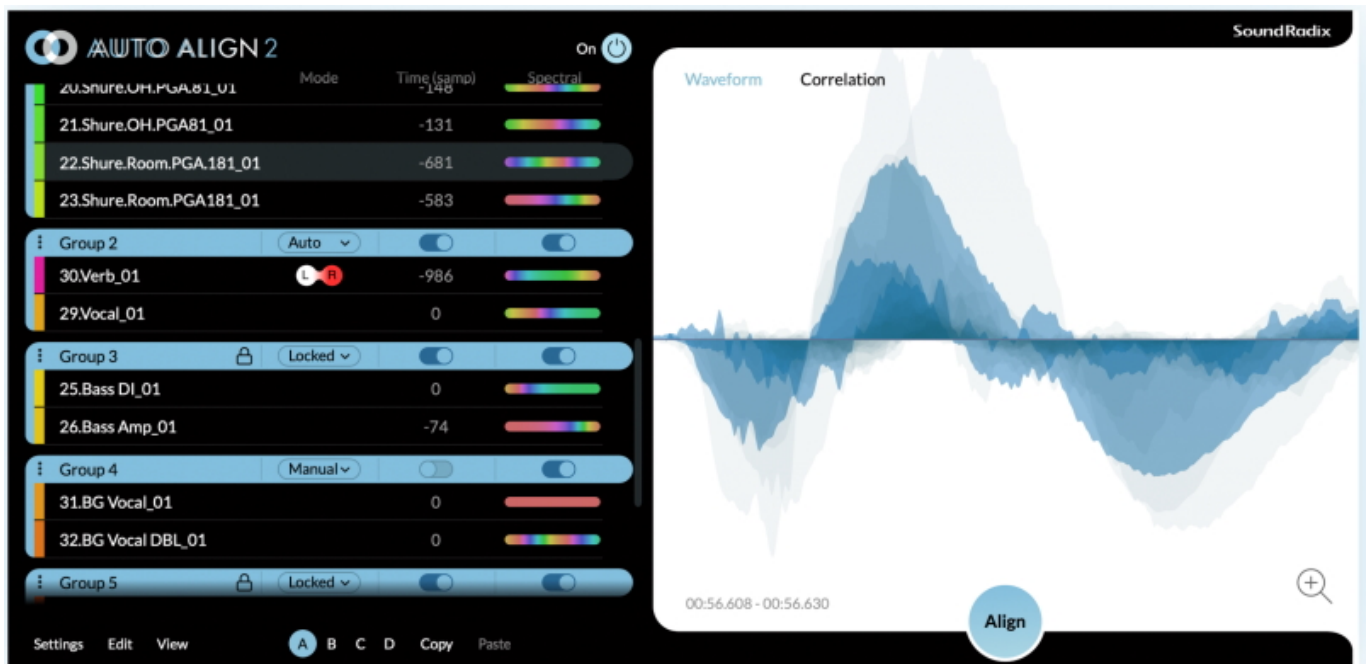 SoundRadix
AUTO ALIGN 2
On
Mode Time (samp) Spectral
20.Shure.OH.PGA.81_01 -148
21.Shure.OH.PGA81_01 -131
22.Shure.Room.PGA.181_01 -681
23.Shure.Room.PGA181_01 -583
Group 2 Auto
30.Verb_01 L R -986
29.Vocal_01 0
Group 3 Locked
25.Bass DI_01 0
26.Bass Amp_01 -74
Group 4 Manual
31.BG Vocal_01 0
32.BG Vocal DBL_01 0
Group 5 Locked
Settings Edit View A B C D Copy Paste
Waveform Correlation
00:56.608 - 00:56.630
Align